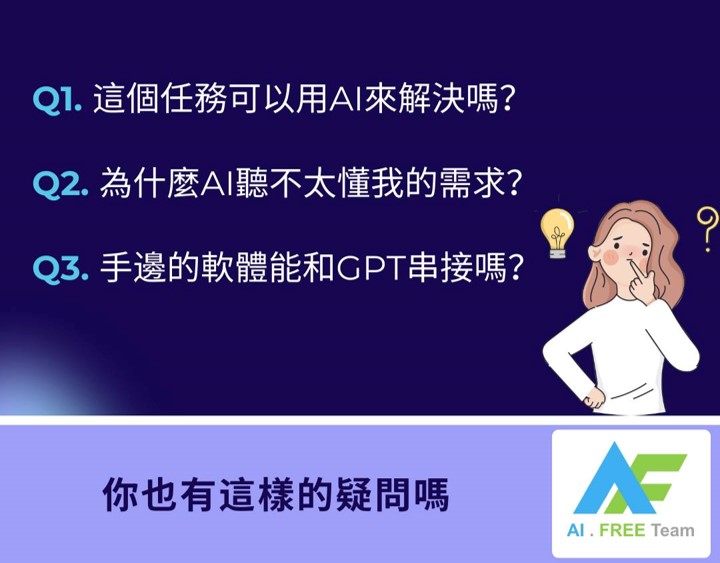 Q1. 這個任務可以用AI來解決嗎?
Q2. 為什麼AI聽不太懂我的需求?
Q3. 手邊的軟體能和GPT串接嗎?
?
你也有這樣的疑問嗎
AF
AI . FREE Team